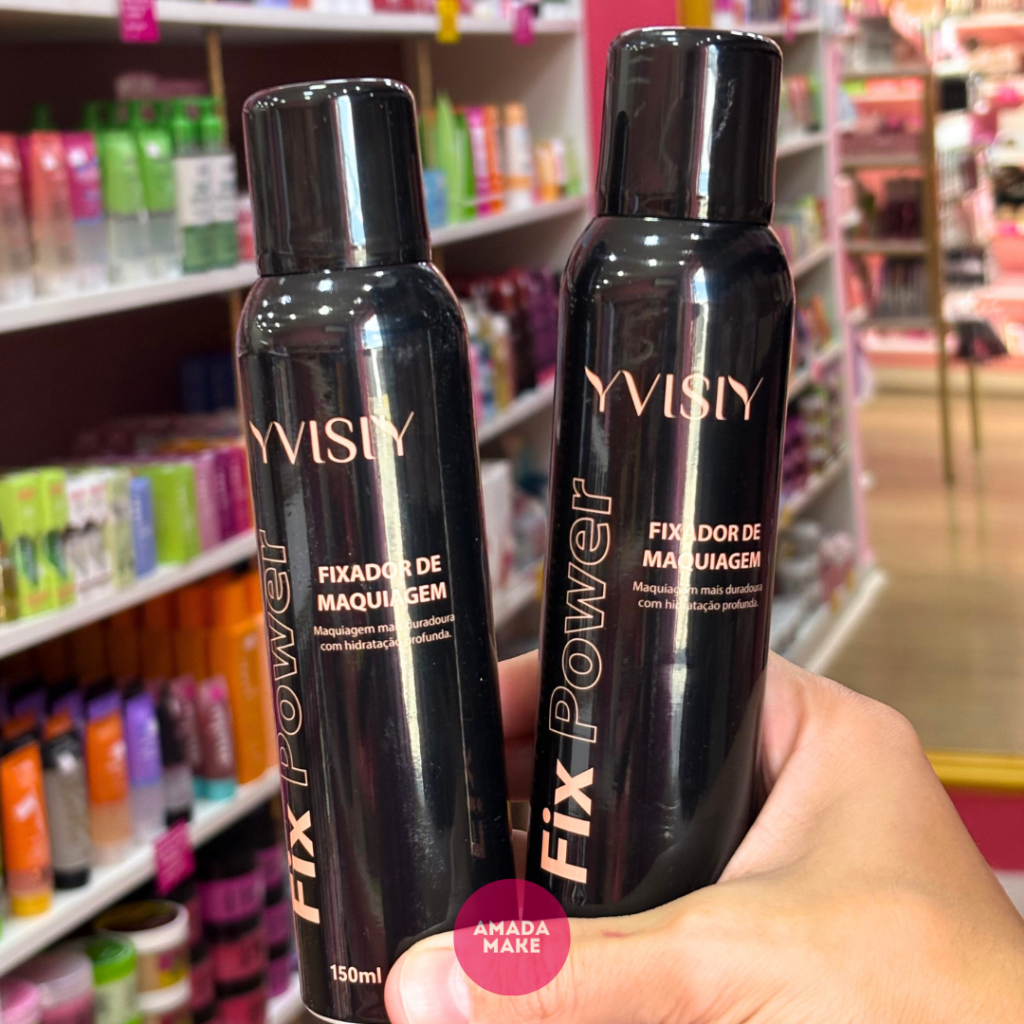 YVISIY
Fix Power
FIXADOR DE
MAQUIAGEM
Maquiagem mais duradoura
com hidratação profunda.
150ml
YVISIY
Fix Power
FIXADOR DE
MAQUIAGEM
Maquiagem mais duradoura
com hidratação profunda.
AMADA
MAKE